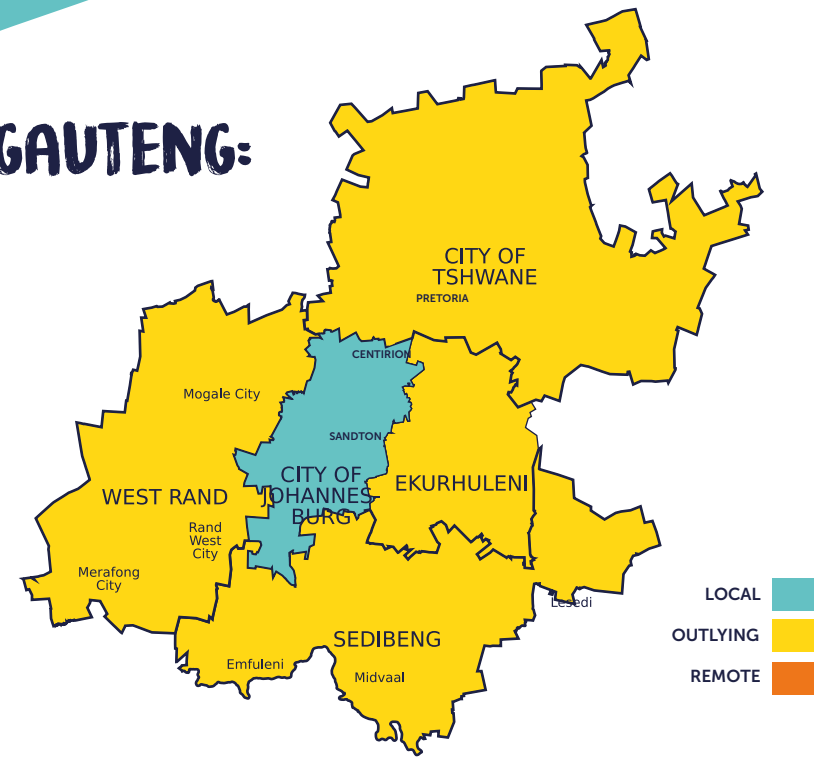 GAUTENG:
CITY OF
TSHWANE
PRETORIA
CENTIRION
Mogale City
SANDTON
CITY OF
JOHANNES-
BURG
EKURHULENI
WEST RAND
Rand
West
City
Merafong
City
Lesedi
SEDIBENG
Emfuleni
Midvaal
LOCAL
OUTLYING
REMOTE